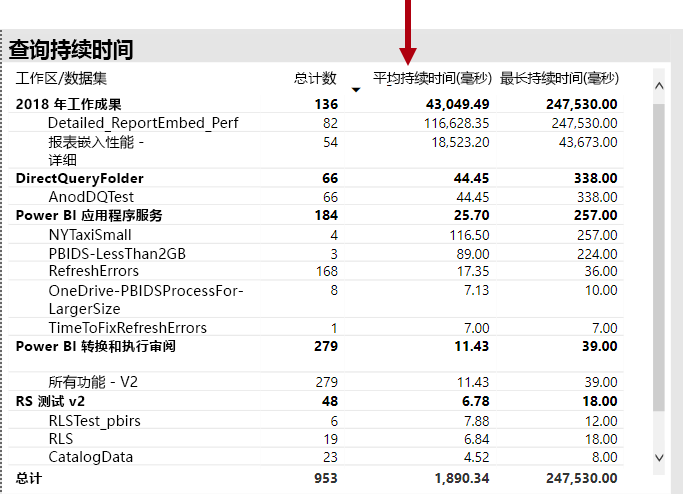 查询持续时间
工作区/数据集 总计数 平均持续时间(毫秒) 最长持续时间(毫秒)
2018 年工作成果 136 43,049.49 247,530.00
Detailed_ReportEmbed_Perf 82 116,628.35 247,530.00
报表嵌入性能 - 54 18,523.20 43,673.00
详细
DirectQueryFolder 66 44.45 338.00
AnodDQTest 66 44.45 338.00
Power BI 应用程序服务 184 25.70 257.00
NYTaxiSmall 4 116.50 257.00
PBIDS-LessThan2GB 3 89.00 224.00
RefreshErrors 168 17.35 36.00
OneDrive-PBIDSProcessFor- 8 7.13 10.00
LargerSize
TimeToFixRefreshErrors 1 7.00 7.00
Power BI 转换和执行审阅 279 11.43 39.00
所有功能 - V2 279 11.43 39.00
RS 测试 v2 48 6.78 18.00
RLSTest_pbirs 6 7.88 12.00
RLS 19 6.84 18.00
CatalogData 23 4.52 8.00
总计 953 1,890.34 247,530.00